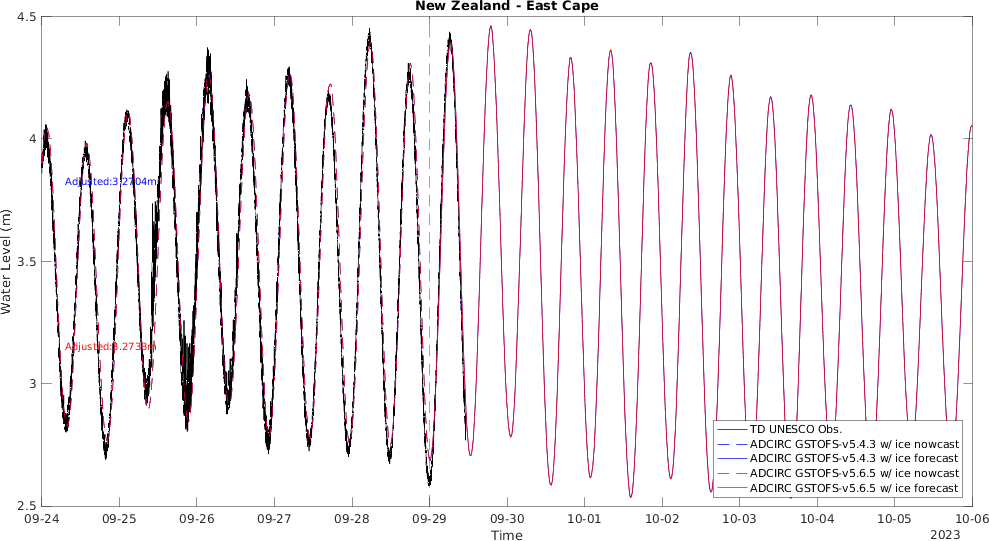 New Zealand - East Cape
4.5
4
3.5
3
2.5
Water Level (m)
Adjusted:3.2704m
Adjusted:3.2733m
TD UNESCO Obs.
ADCIRC GSTOFS-v5.4.3 w/ ice nowcast
ADCIRC GSTOFS-v5.4.3 w/ ice forecast
ADCIRC GSTOFS-v5.6.5 w/ ice nowcast
ADCIRC GSTOFS-v5.6.5 w/ ice forecast
09-24 09-25 09-26 09-27 09-28 09-29 09-30 10-01 10-02 10-03 10-04 10-05 10-06
Time
2023